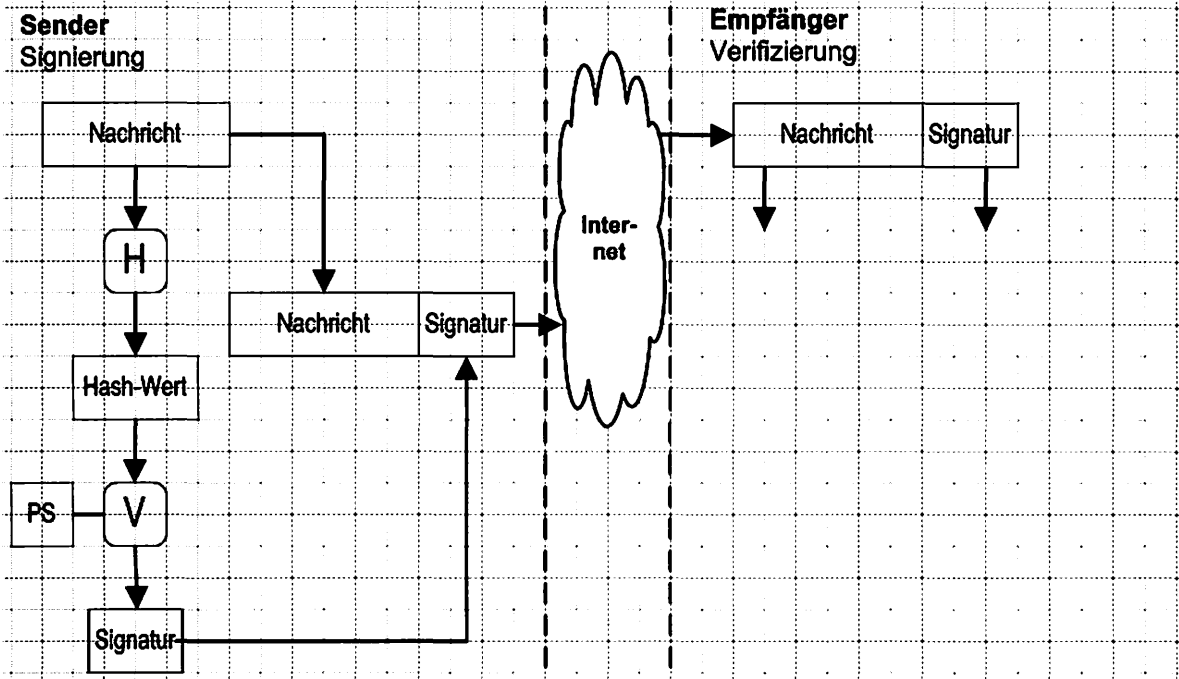 Sender
Signierung
Empfänger
Verifizierung
Nachricht
Nachricht
Signatur
H
Inter-
net
Nachricht
Signatur
Hash-Wert
PS
V
Signatur